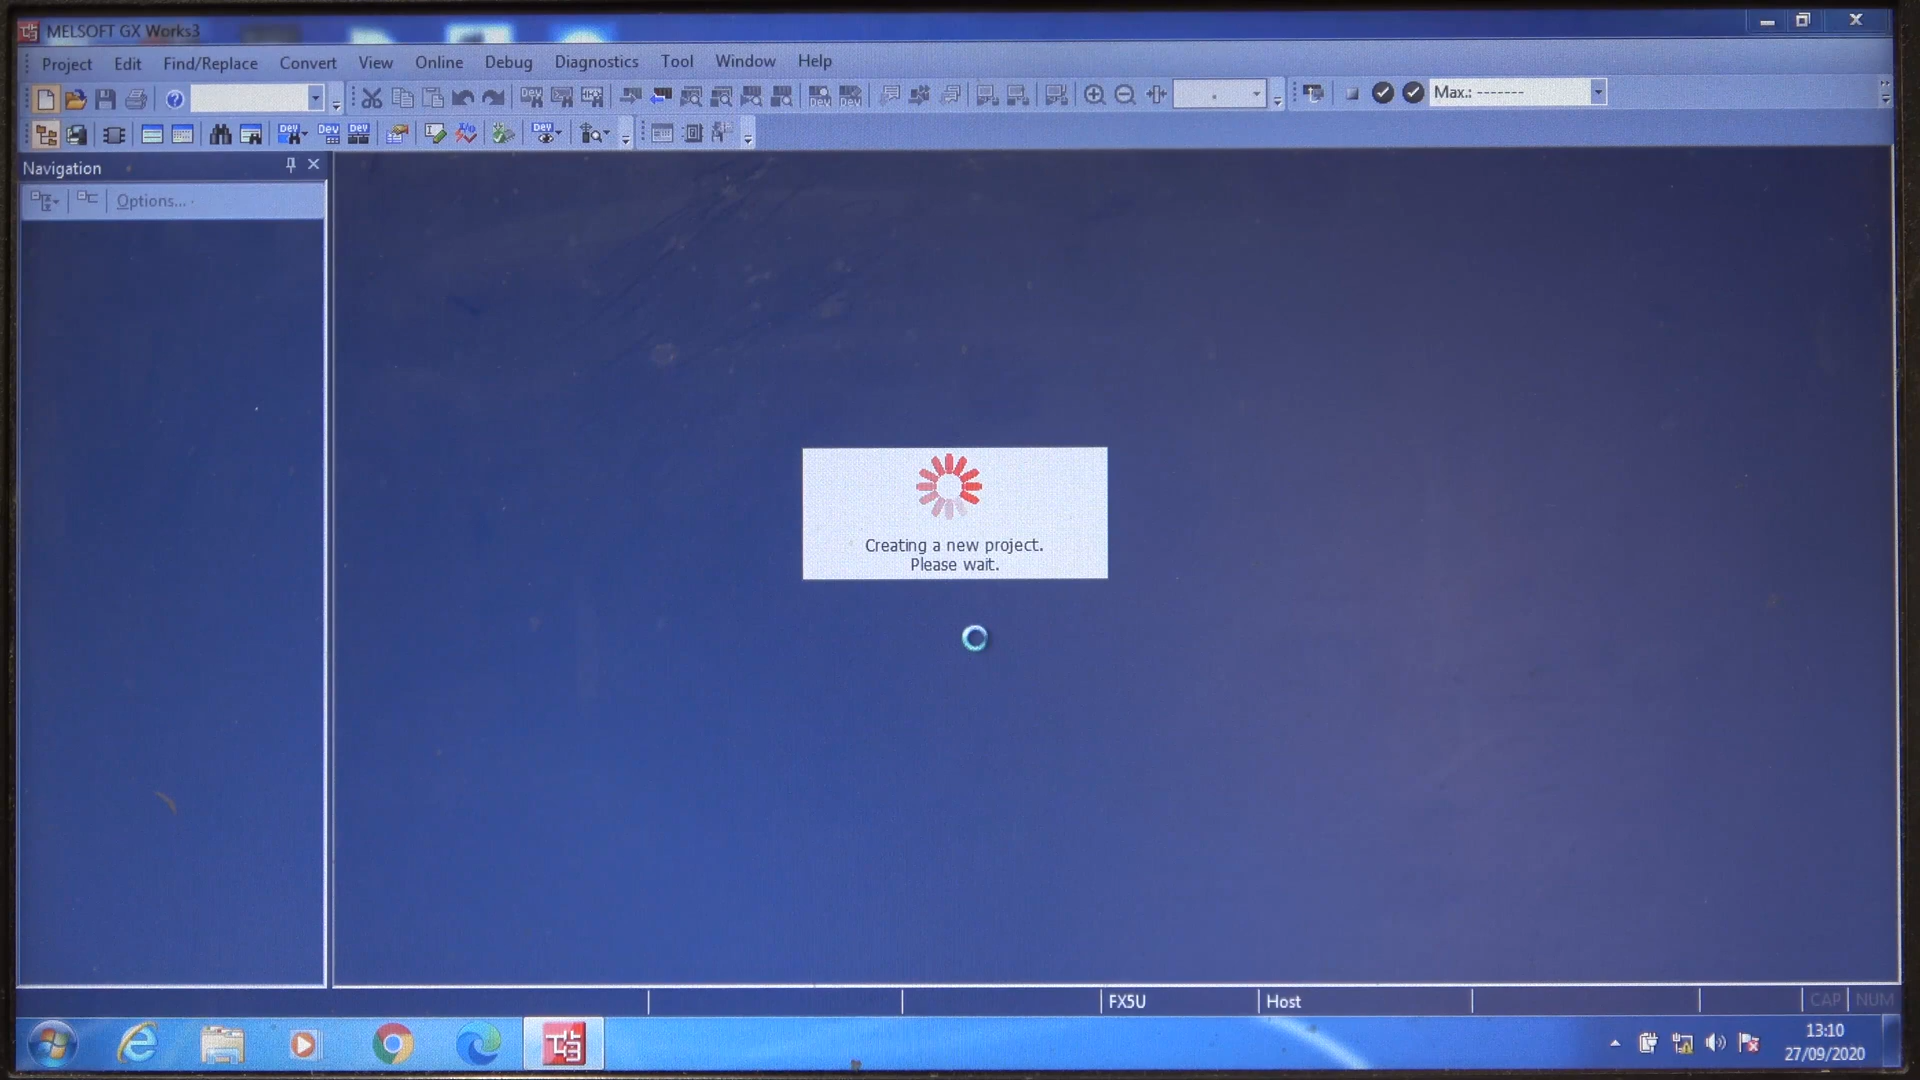 MELSOFT GX Works3
Project Edit Find/Replace Convert View Online Debug Diagnostics Tool Window Help
Max.: -------
Navigation
Options...
Creating a new project.
Please wait.
FX5U Host CAP NUM
13:10
27/09/2020